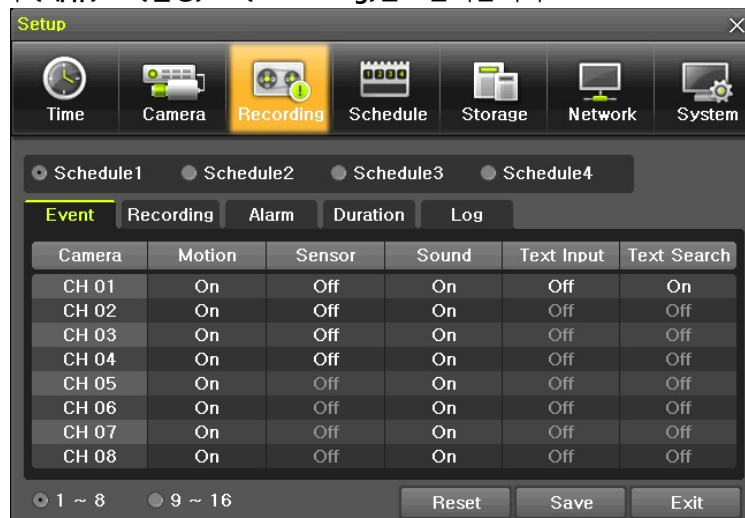 Setup
Time Camera Recording Schedule Storage Network System
Schedule1 Schedule2 Schedule3 Schedule4
Event Recording Alarm Duration Log
Camera Motion Sensor Sound Text Input Text Search
CH 01 On Off On Off On
CH 02 On Off On Off Off
CH 03 On Off On Off Off
CH 04 On Off On Off Off
CH 05 On Off On Off Off
CH 06 On Off On Off Off
CH 07 On Off On Off Off
CH 08 On Off On Off Off
1 ~ 8 9 ~ 16 Reset Save Exit